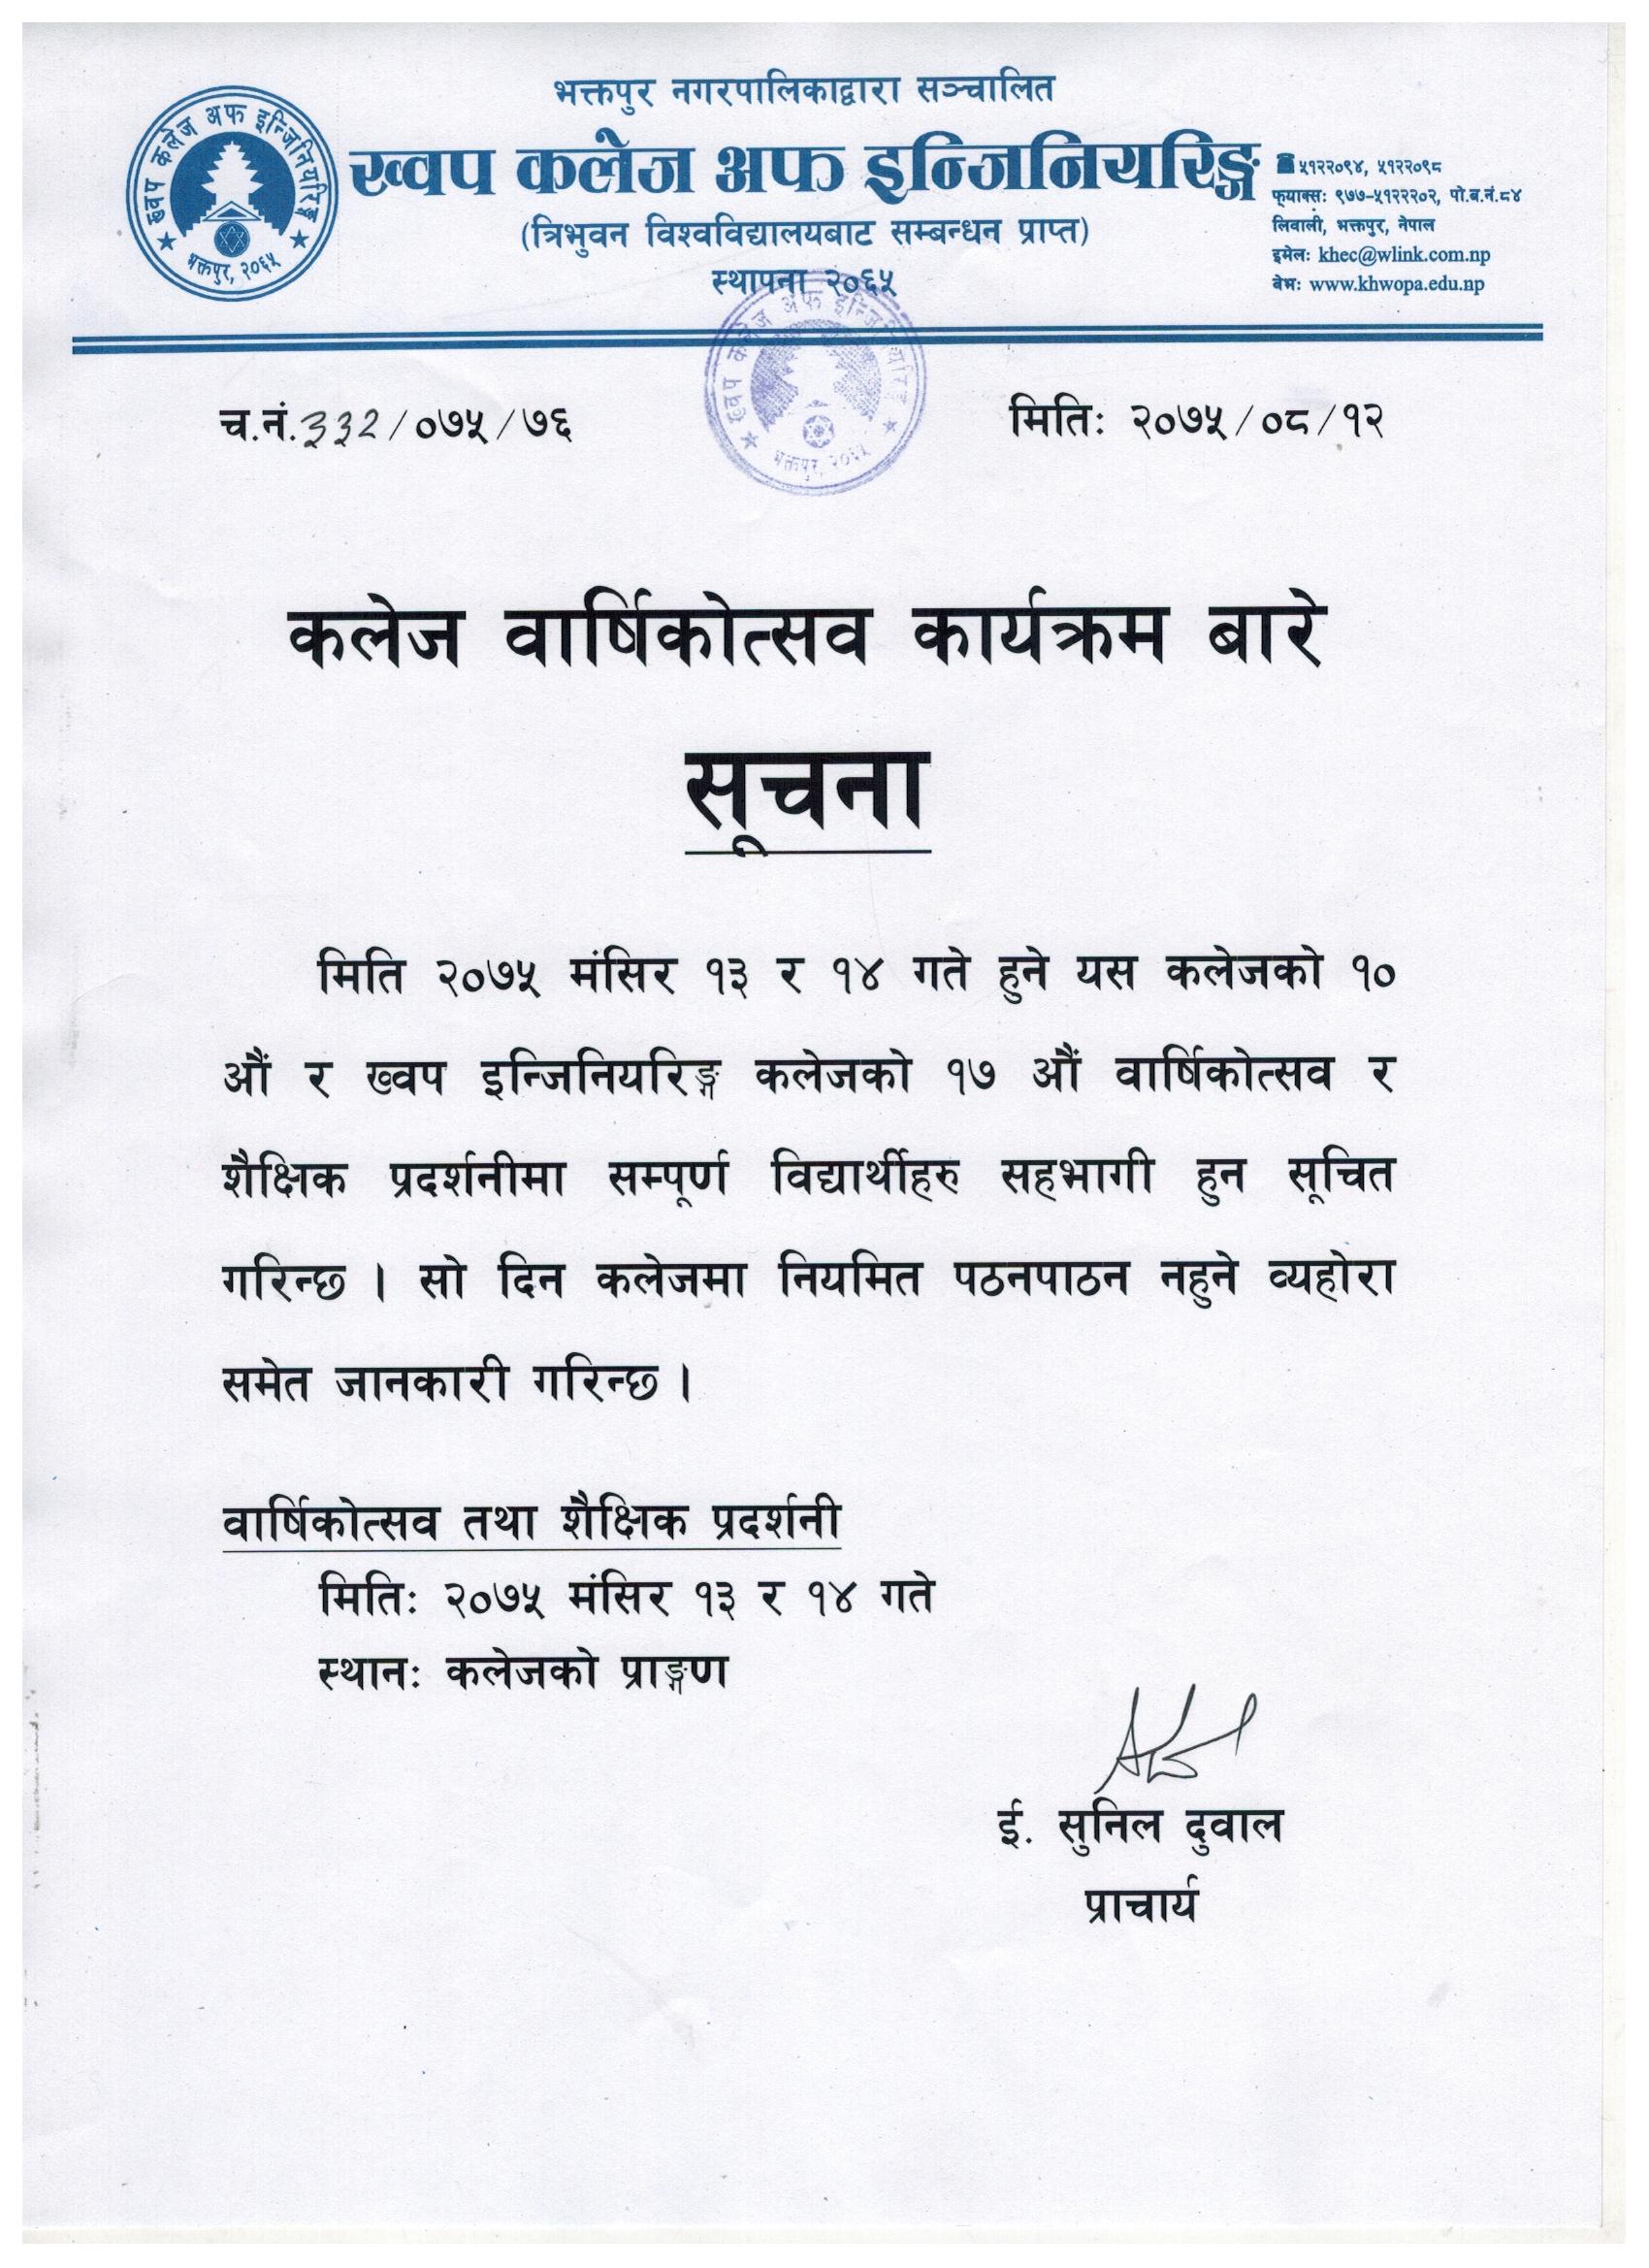 भक्तपुर नगरपालिकाद्वारा सञ्चालित
ख्वप कलेज अफ इन्जिनियरिङ्ग
(त्रिभुवन विश्वविद्यालयबाट सम्बन्धन प्राप्त)
स्थापना २०६५
ख्वप कलेज अफ इन्जिनियरिङ्ग
भक्तपुर, २०६५
☎ ५१२२०९४, ५१२२०९८
फ्याक्स: ९७७-५१२२२०२, पो.ब.नं.८४
लिवाली, भक्तपुर, नेपाल
इमेल: khec@wlink.com.np
वेभ: www.khwopa.edu.np
ख्वप कलेज अफ इन्जिनियरिङ्ग
भक्तपुर, २०६५
च.नं.३३२/०७५/७६
मिति: २०७५/०८/१२
कलेज वार्षिकोत्सव कार्यक्रम बारे
सूचना
मिति २०७५ मंसिर १३ र १४ गते हुने यस कलेजको १०
औं र ख्वप इन्जिनियरिङ्ग कलेजको १७ औं वार्षिकोत्सव र
शैक्षिक प्रदर्शनीमा सम्पूर्ण विद्यार्थीहरु सहभागी हुन सूचित
गरिन्छ । सो दिन कलेजमा नियमित पठनपाठन नहुने व्यहोरा
समेत जानकारी गरिन्छ ।
वार्षिकोत्सव तथा शैक्षिक प्रदर्शनी
मिति: २०७५ मंसिर १३ र १४ गते
स्थान: कलेजको प्राङ्गण
ई. सुनिल दुवाल
प्राचार्य